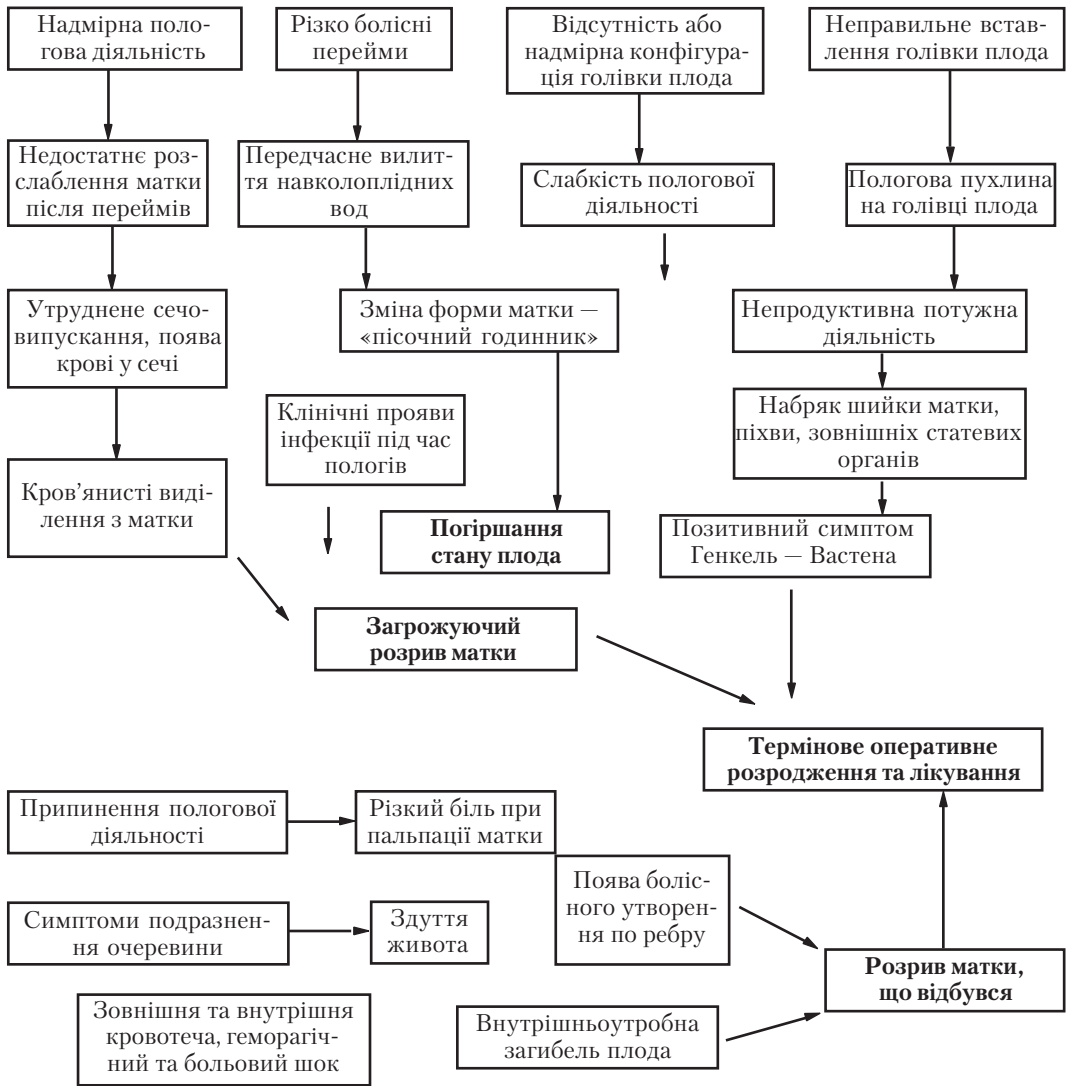 Надмірна поло-
гова діяльність
Різко болісні
перейми
Відсутність або
надмірна конфігура-
ція голівки плода
Неправильне встав-
лення голівки плода
Недостатнє роз-
слаблення матки
після переймів
Передчасне вилит-
тя навколоплідних
вод
Слабкість пологової
діяльності
Пологова пухлина
на голівці плода
Утруднене сечо-
випускання, поява
крові у сечі
Зміна форми матки —
«пісочний годинник»
Непродуктивна потужна
діяльність
Клінічні прояви
інфекції під час
пологів
Набряк шийки матки,
піхви, зовнішніх статевих
органів
Кров’янисті виді-
лення з матки
Погіршання
стану плода
Позитивний симптом
Генкель — Вастена
Загрожуючий
розрив матки
Термінове оперативне
розродження та лікування
Припинення пологової
діяльності
Різкий біль при
пальпації матки
Поява боліс-
ного утворен-
ня по ребру
Симптоми подразнен-
ня очеревини
Здуття
живота
Розрив матки,
що відбувся
Зовнішня та внутрішня
кровотеча, геморагіч-
ний та больовий шок
Внутрішньоутробна
загибель плода